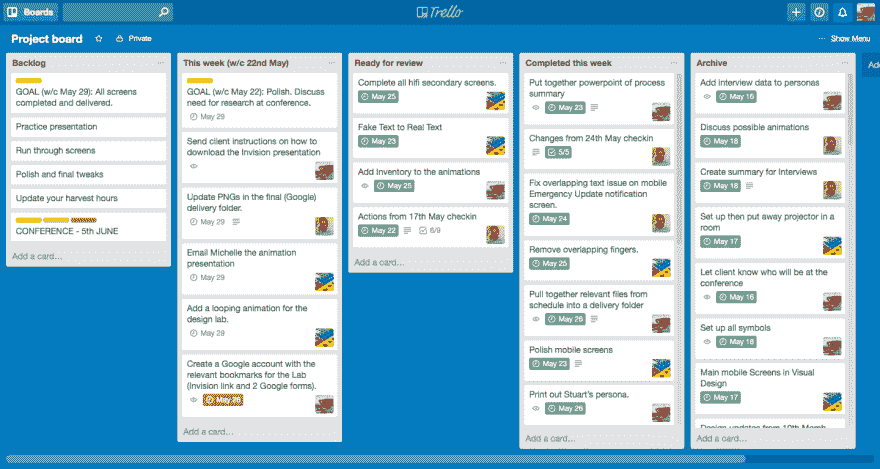 Boards
Trello
Project board
Private
... Show Menu
Backlog
GOAL (w/c May 29): All screens
completed and delivered.
Practice presentation
Run through screens
Polish and final tweaks
Update your harvest hours
CONFERENCE - 5th JUNE
Add a card...
This week (w/c 22nd May)
GOAL (w/c May 22): Polish. Discuss
need for research at conference.
May 29
Send client instructions on how to
download the Invision presentation
Update PNGs in the final (Google)
delivery folder.
May 29
Email Michelle the animation
presentation
May 29
Add a looping animation for the
design lab.
May 29
Create a Google account with the
relevant bookmarks for the Lab
(Invision link and 2 Google forms).
Add a card...
Ready for review
Complete all hifi secondary screens.
May 25
Fake Text to Real Text
May 23
Add Inventory to the animations
May 25
Actions from 17th May checkin
May 22 6/9
Add a card...
Completed this week
Put together powerpoint of process
summary
May 23
Changes from 24th May checkin
5/5
Fix overlapping text issue on mobile
Emergency Update notification
screen.
May 24
Remove overlapping fingers.
May 25
Pull together relevant files from
schedule into a delivery folder
May 26
Polish mobile screens
May 23
Print out Stuart's persona.
May 26
Add a card...
Archive
Add interview data to personas
May 16
Discuss possible animations
May 18
Create summary for Interviews
May 18
Set up then put away projector in a
room
May 17
Let client know who will be at the
conference
May 16
Set up all symbols
May 18
Main mobile Screens in Visual
Design
May 17
Design updates from 19th March
Add a card...
Add